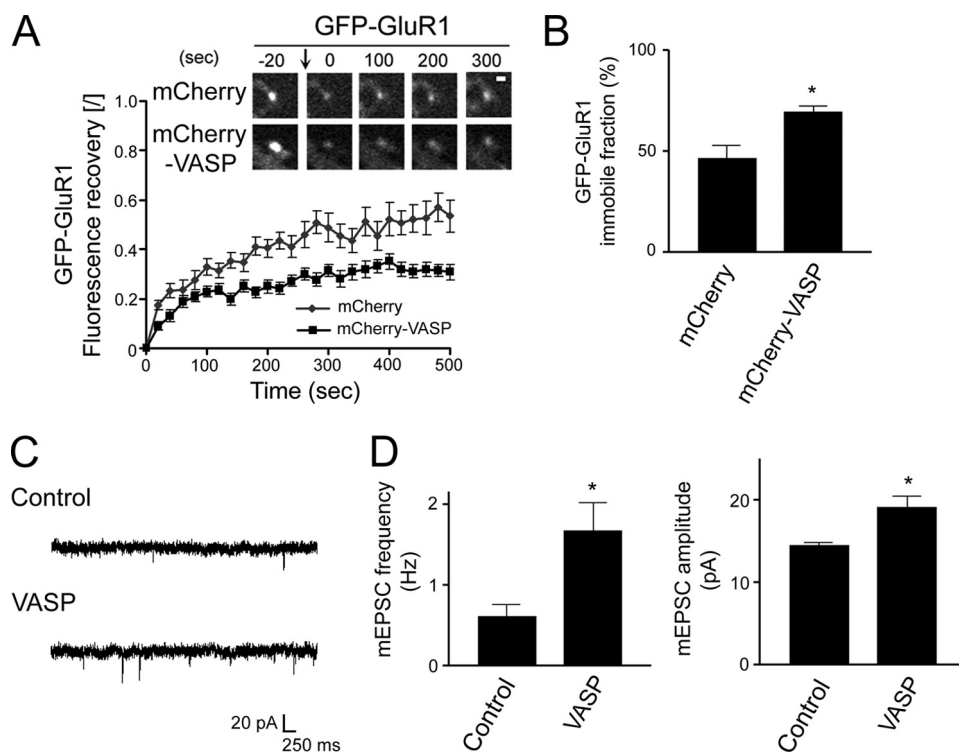 A
GFP-GluR1
(sec) -20 0 100 200 300
mCherry
mCherry
-VASP
GFP-GluR1
Fluorescence recovery [/]
1.0
0.8
0.6
0.4
0.2
0
0 100 200 300 400 500
Time (sec)
mCherry
mCherry-VASP
B
GFP-GluR1
immobile fraction (%)
100
50
0
*
mCherry
mCherry-VASP
C
Control
VASP
20 pA
250 ms
D
mEPSC frequency
(Hz)
2
1
0
*
Control
VASP
mEPSC amplitude
(pA)
20
10
0
*
Control
VASP